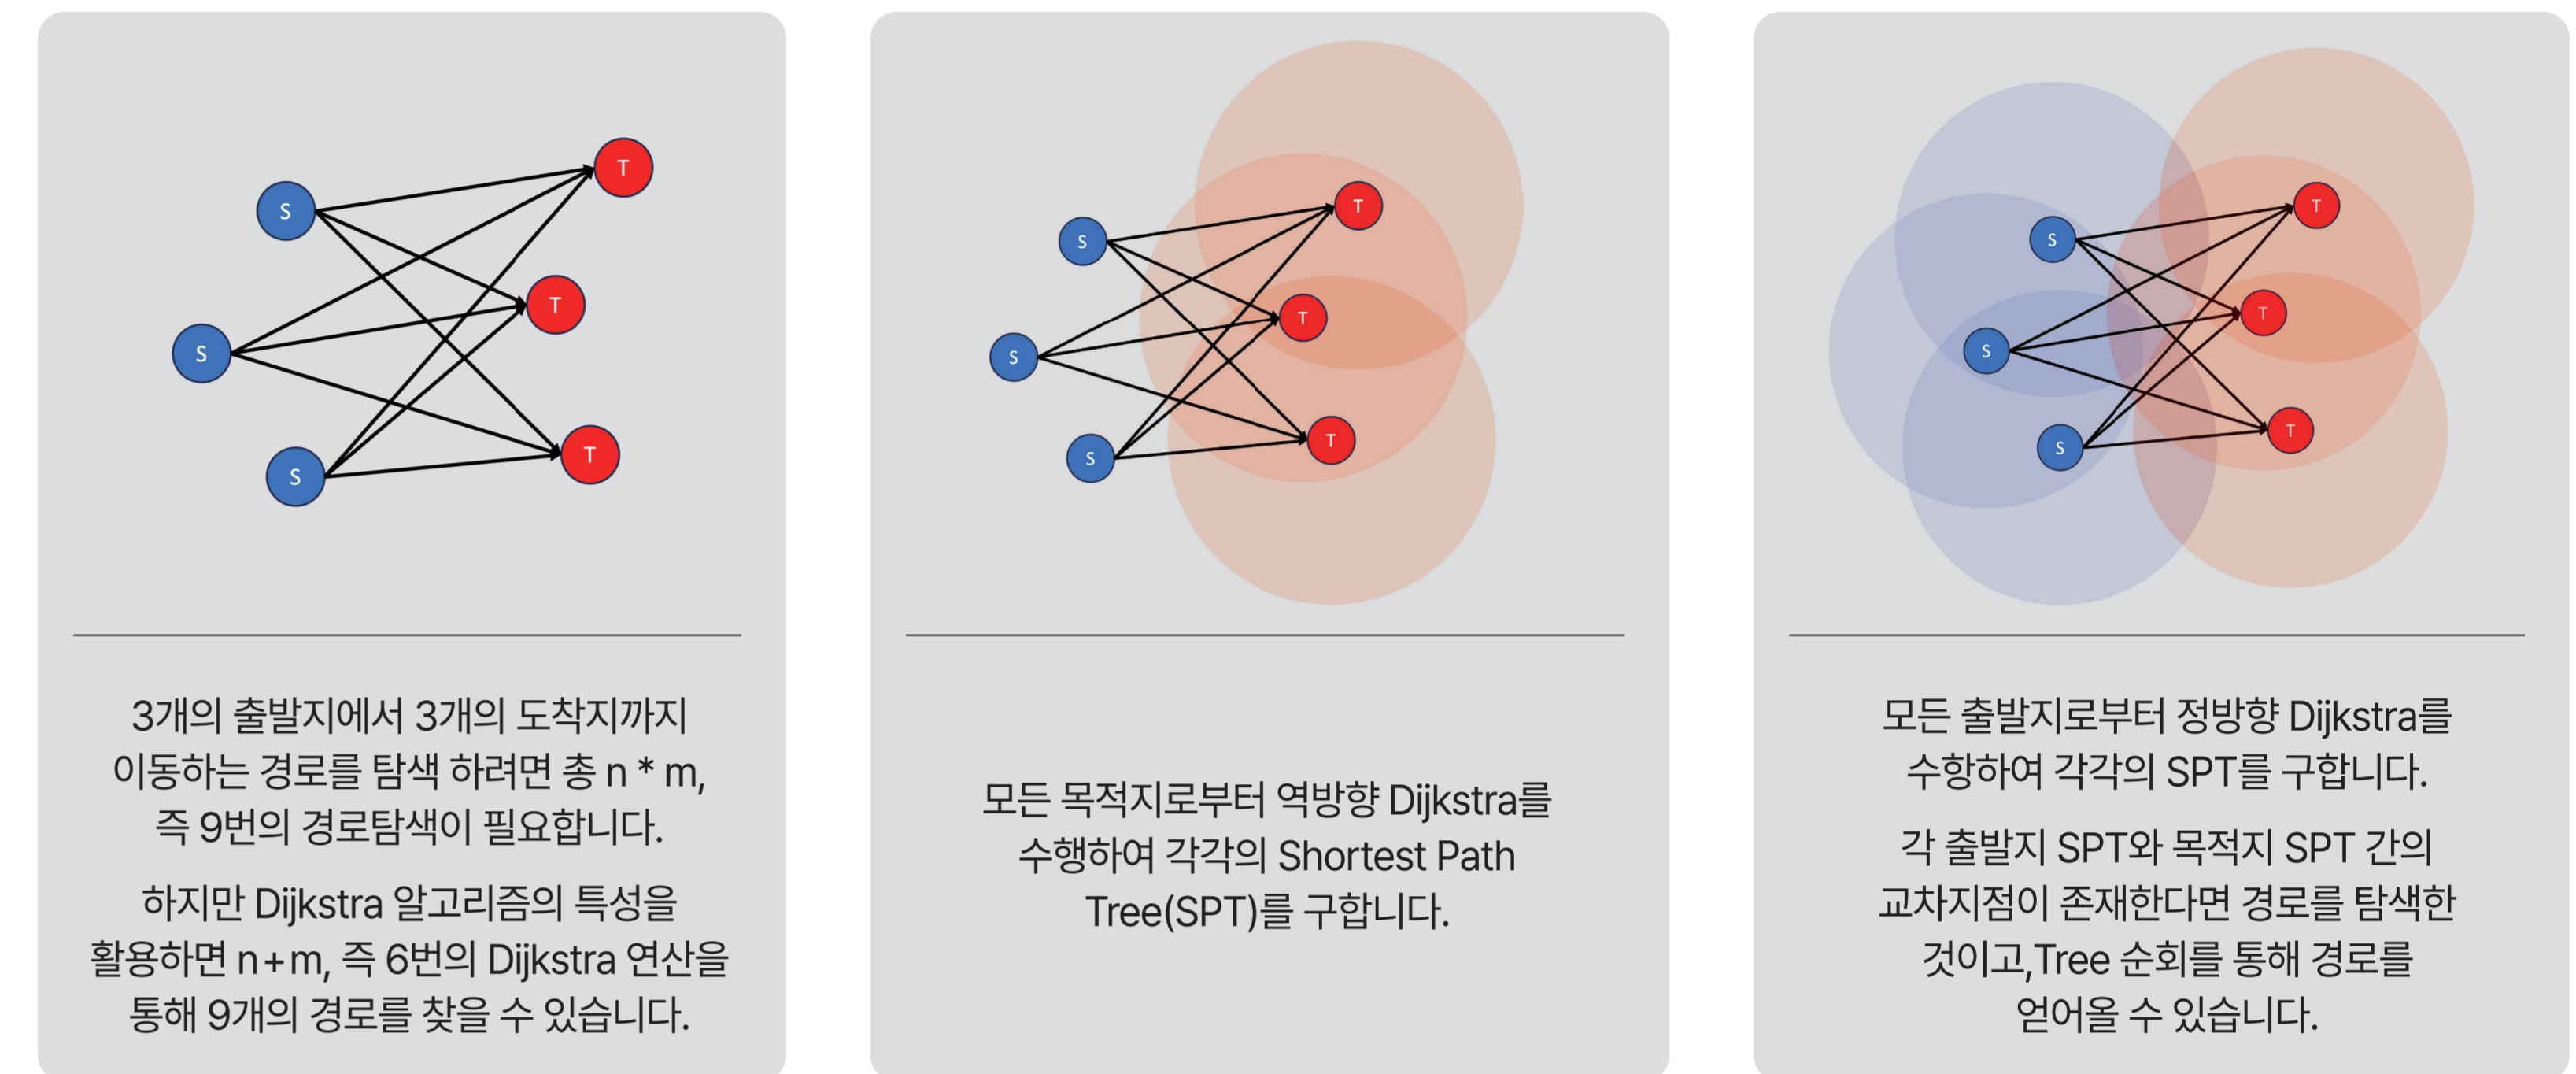 S
S
S
T
T
T
3개의 출발지에서 3개의 도착지까지
이동하는 경로를 탐색 하려면 총 n * m,
즉 9번의 경로탐색이 필요합니다.
하지만 Dijkstra 알고리즘의 특성을
활용하면 n+m, 즉 6번의 Dijkstra 연산을
통해 9개의 경로를 찾을 수 있습니다.
S
S
S
T
T
T
모든 목적지로부터 역방향 Dijkstra를
수행하여 각각의 Shortest Path
Tree(SPT)를 구합니다.
S
S
S
T
T
T
모든 출발지로부터 정방향 Dijkstra를
수항하여 각각의 SPT를 구합니다.
각 출발지 SPT와 목적지 SPT 간의
교차지점이 존재한다면 경로를 탐색한
것이고,Tree 순회를 통해 경로를
얻어올 수 있습니다.